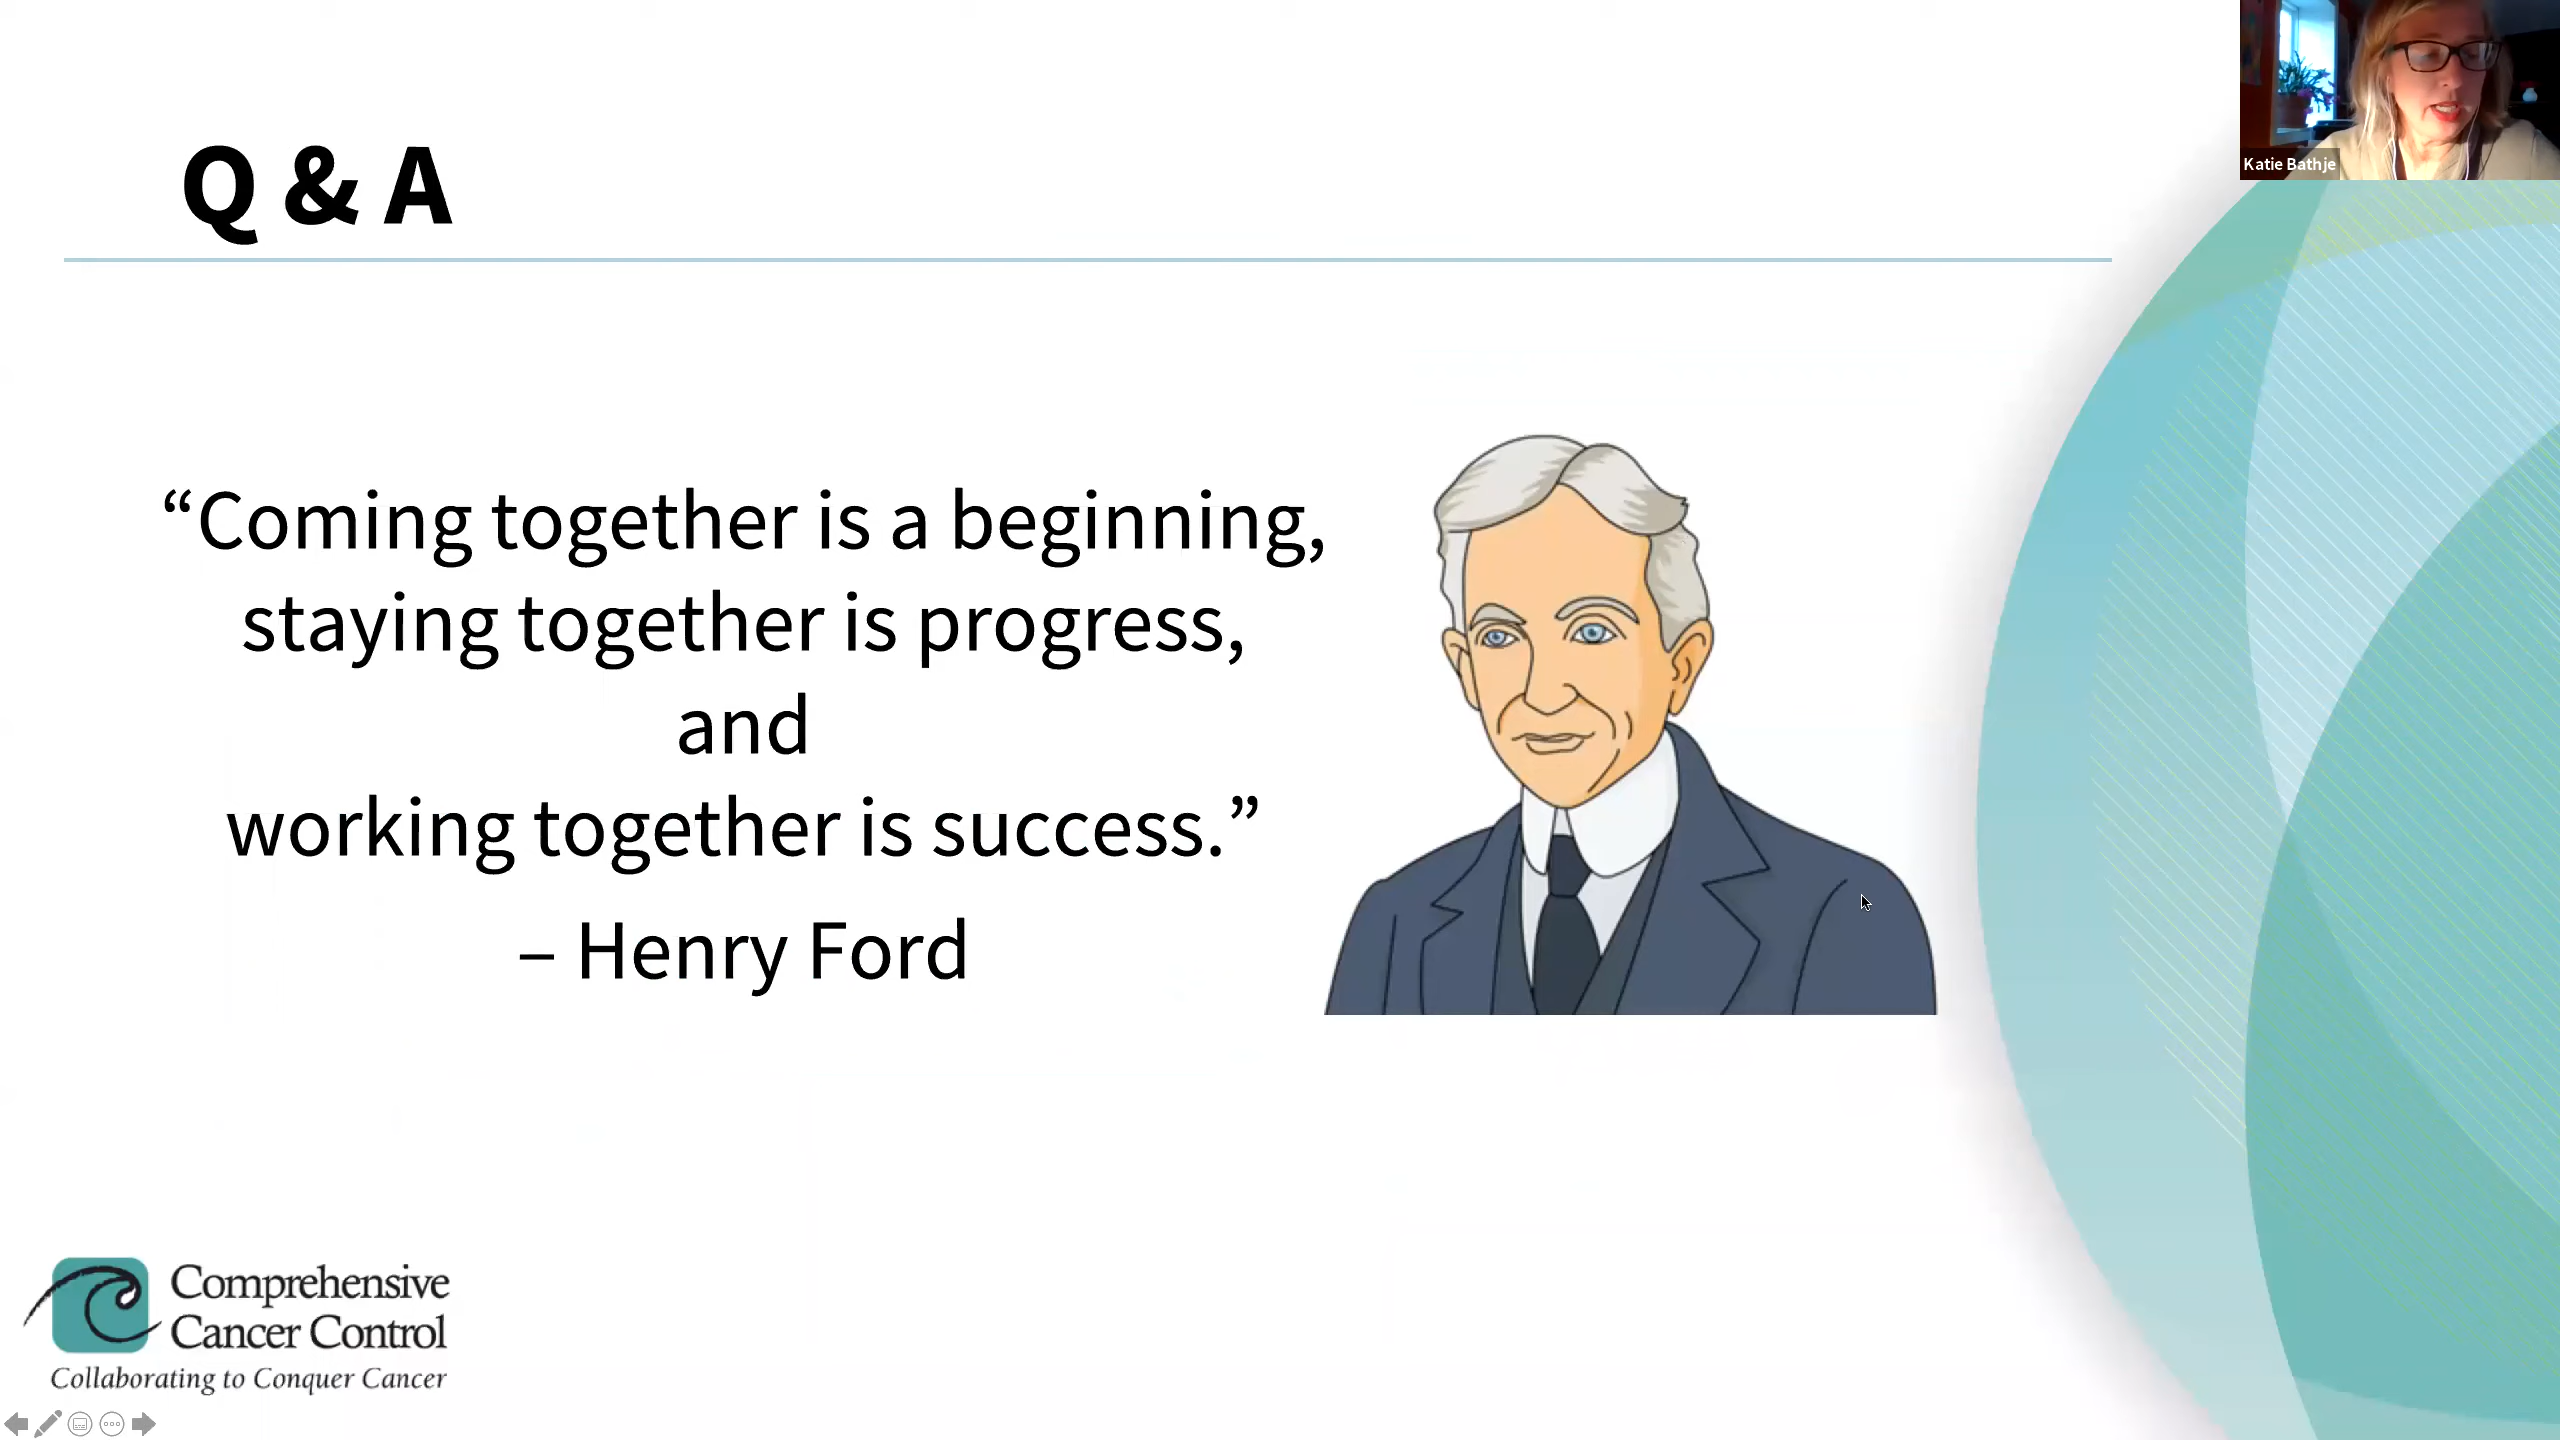 Katie Bathje
Q & A
“Coming together is a beginning,
staying together is progress,
and
working together is success.”
– Henry Ford
Comprehensive
Cancer Control
Collaborating to Conquer Cancer